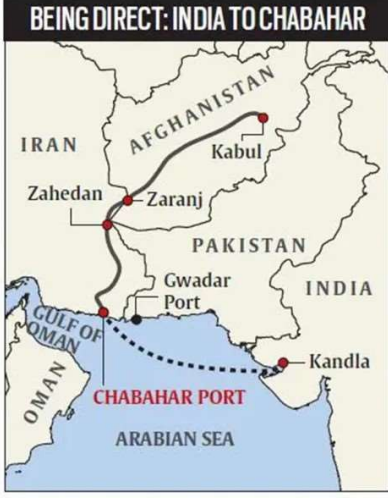 BEING DIRECT: INDIA TO CHABAHAR
AFGHANISTAN
IRAN
Kabul
Zahedan
Zaranj
PAKISTAN
Gwadar
Port
INDIA
GULF OF
OMAN
Kandla
OMAN
CHABAHAR PORT
ARABIAN SEA